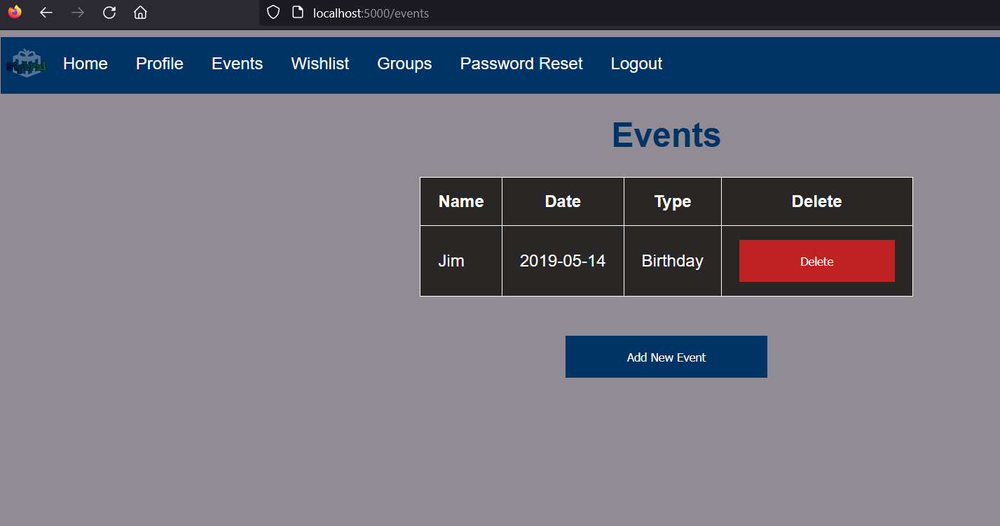 localhost:5000/events
GiftPal
Home Profile Events Wishlist Groups Password Reset Logout
Events
Name Date Type Delete
Jim 2019-05-14 Birthday Delete
Add New Event